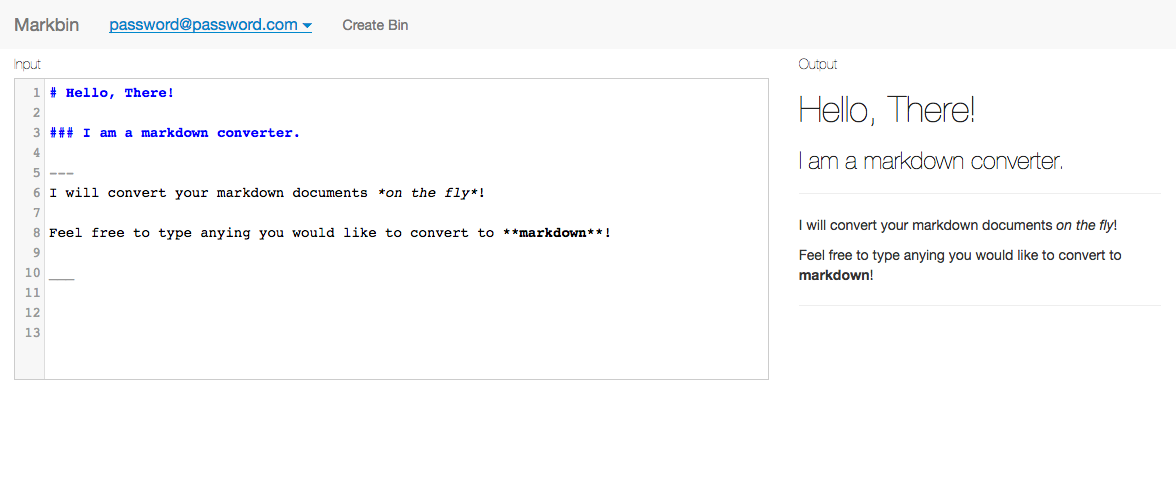 Markbin password@password.com Create Bin
Input
1 # Hello, There!
2
3 ### I am a markdown converter.
4
5 ---
6 I will convert your markdown documents *on the fly*!
7
8 Feel free to type anying you would like to convert to **markdown**!
9
10 ___
11
12
13
Output
Hello, There!
I am a markdown converter.
I will convert your markdown documents on the fly!
Feel free to type anying you would like to convert to
markdown!